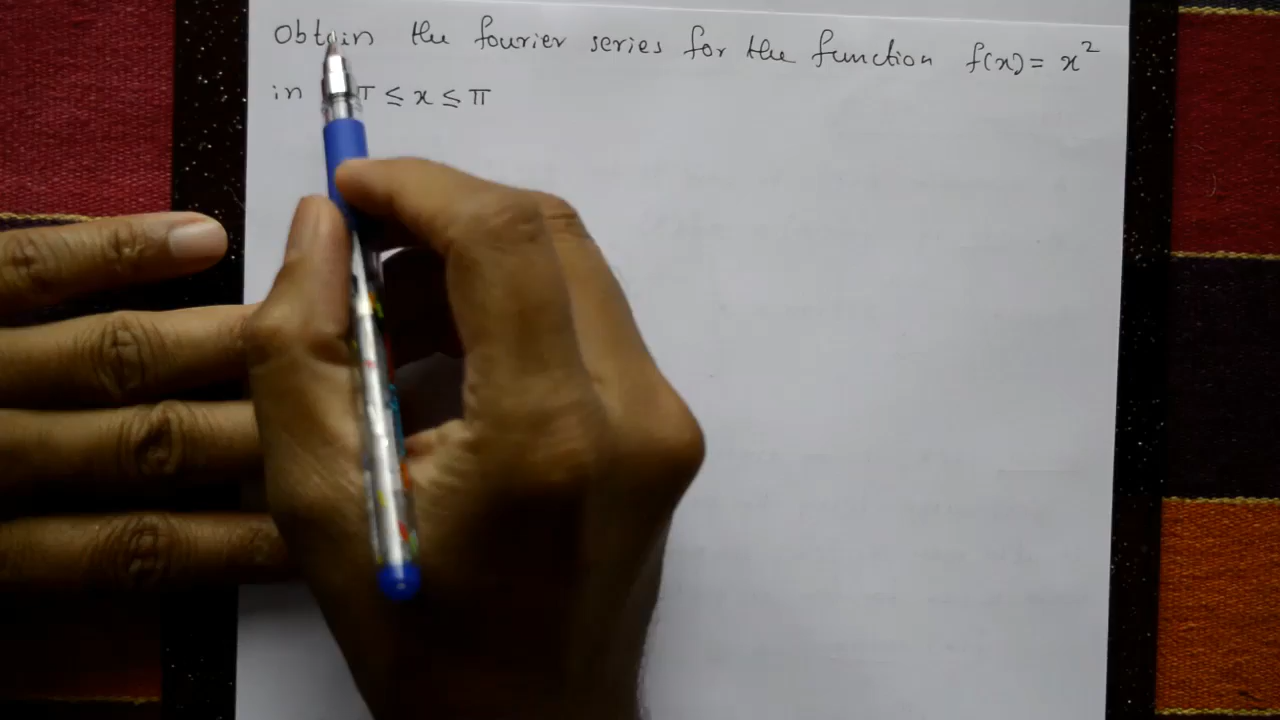 Obtain the fourier series for the function f(x) = x²
in π ≤ x ≤ π